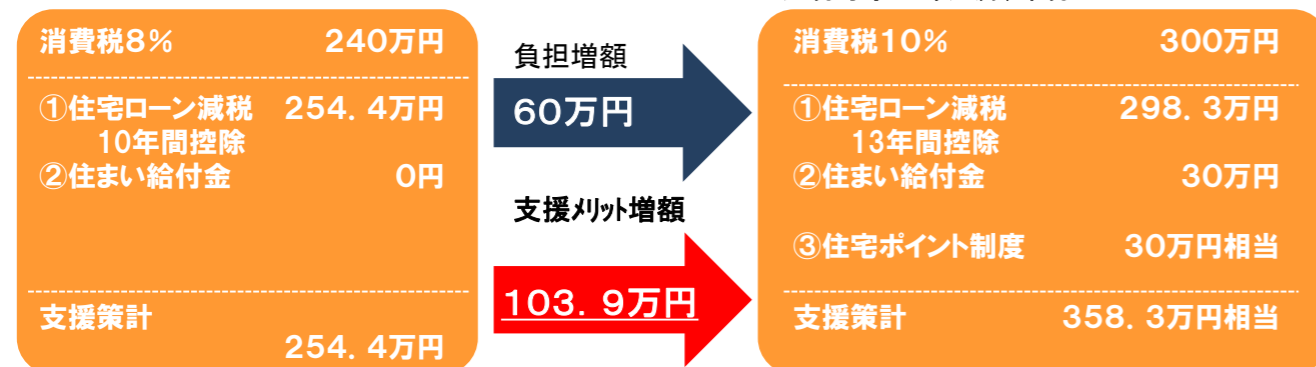 消費税8% 240万円
①住宅ローン減税 254.4万円
10年間控除
②住まい給付金 0円
支援策計
254.4万円
負担増額
60万円
支援メリット増額
103.9万円
消費税10% 300万円
①住宅ローン減税 298.3万円
13年間控除
②住まい給付金 30万円
③住宅ポイント制度 30万円相当
支援策計 358.3万円相当